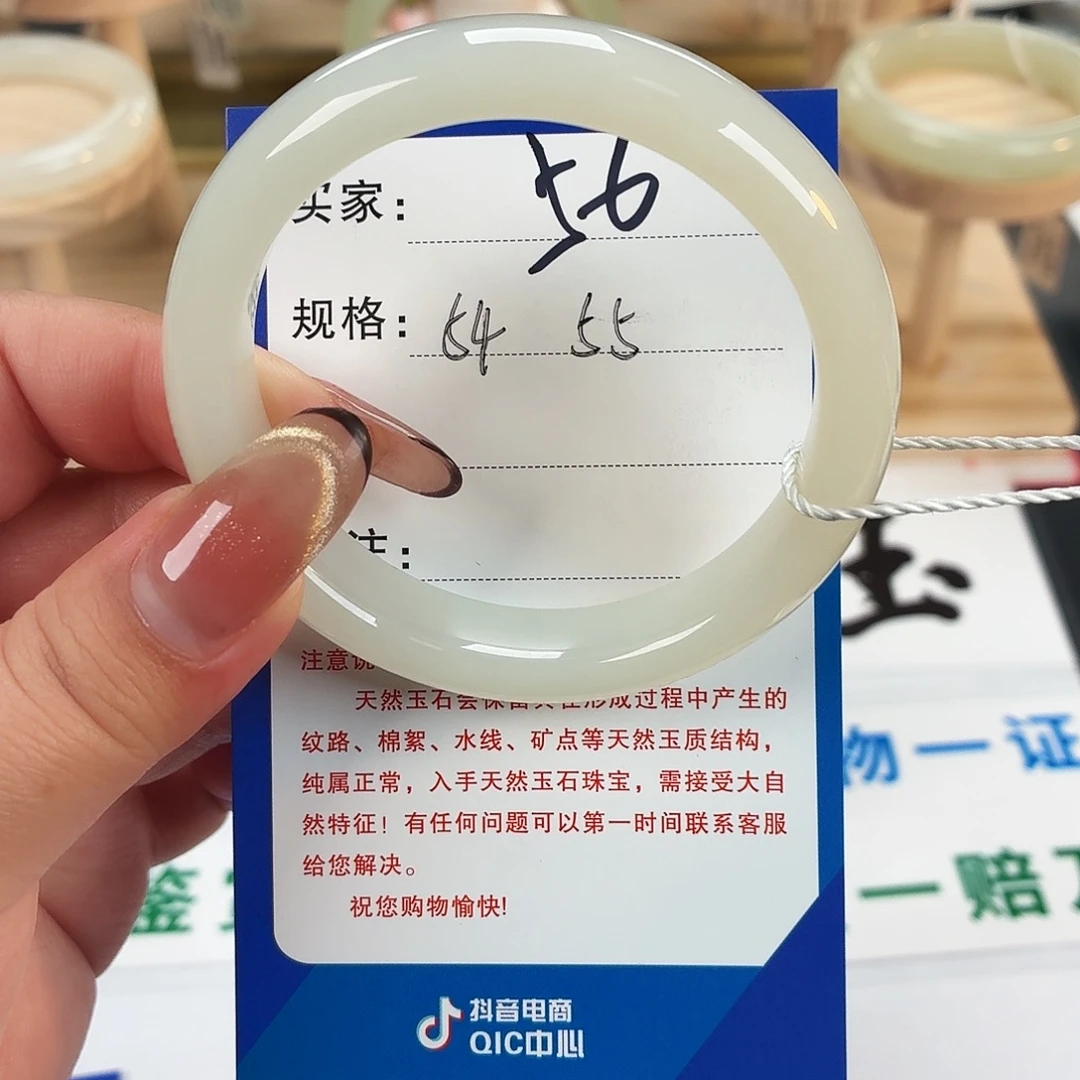 买家： 56
规格： 54 55
注：
注意说
天然玉石会保留其在形成过程中产生的
纹路、棉絮、水线、矿点等天然玉质结构，
纯属正常，入手天然玉石珠宝，需接受大自
然特征！有任何问题可以第一时间联系客服
给您解决。
祝您购物愉快!
抖音电商
QIC中心
玉
物一证
鉴
一赔